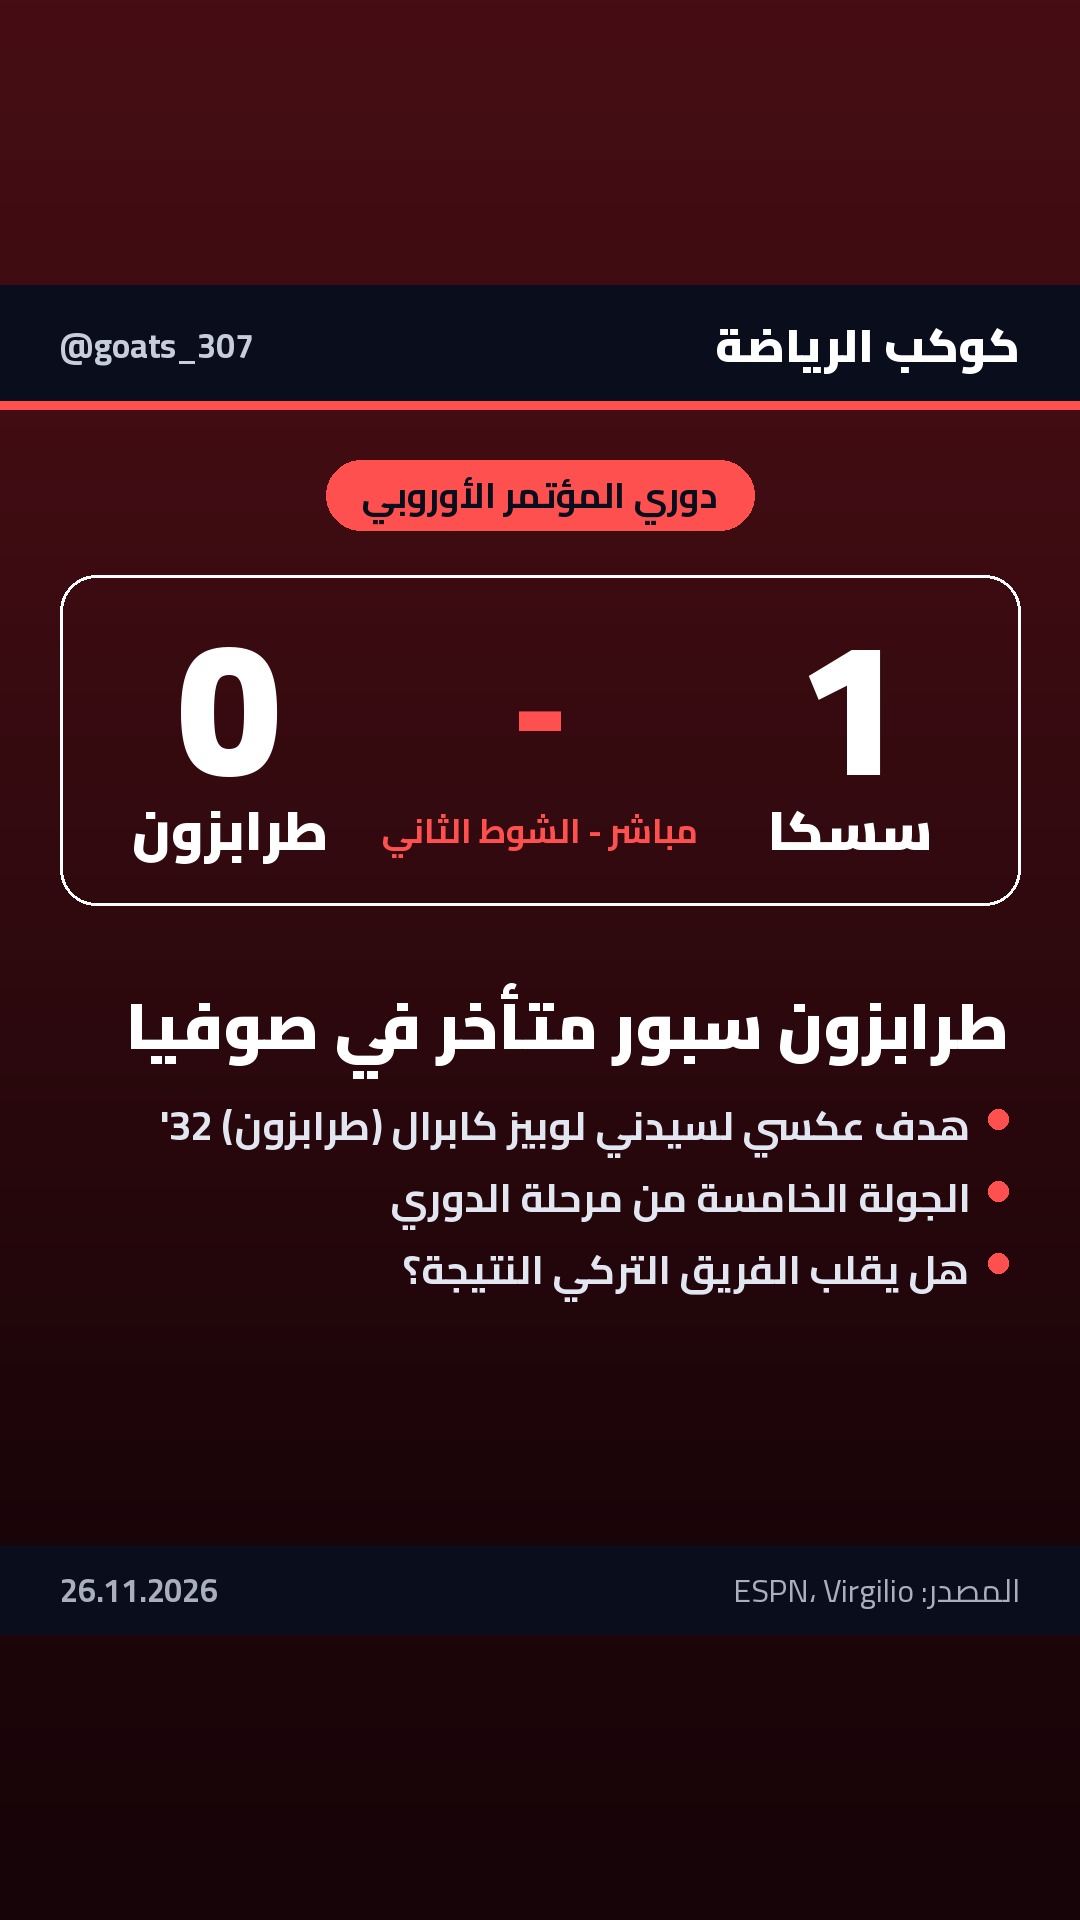 كوكب الرياضة
@goats_307
دوري المؤتمر الأوروبي
1 - 0
سسكا
مباشر - الشوط الثاني
طرابزون
طرابزون سبور متأخر في صوفيا
هدف عكسي لسيدني لوبيز كابرال (طرابزون) 32'
الجولة الخامسة من مرحلة الدوري
هل يقلب الفريق التركي النتيجة؟
المصدر: ESPN، Virgilio
26.11.2026